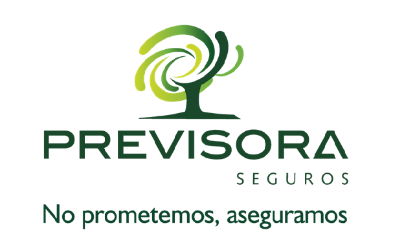 PREVISORA
SEGUROS
No prometemos, aseguramos